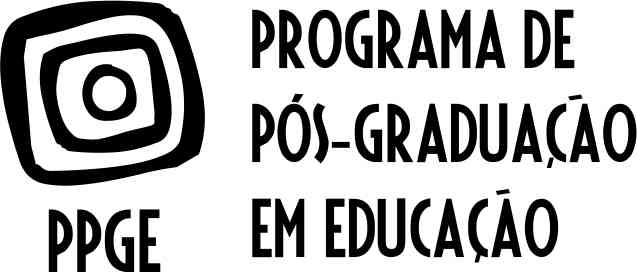 PPGE
PROGRAMA DE
PÓS-GRADUAÇÃO
EM EDUCAÇÃO